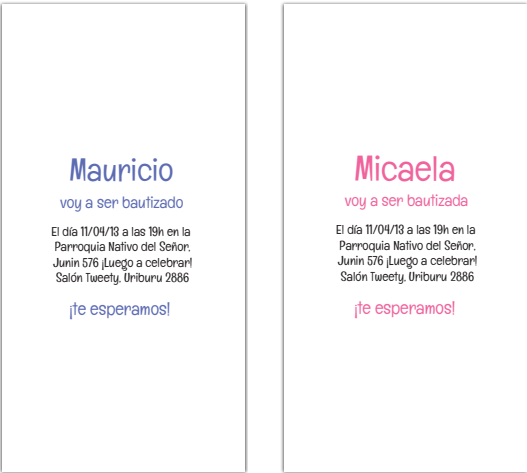 Mauricio
voy a ser bautizado
El día 11/04/13 a las 19h en la
Parroquia Nativo del Señor.
Junin 576 ¡Luego a celebrar!
Salón Tweety, Uriburu 2886
¡te esperamos!
Micaela
voy a ser bautizada
El día 11/04/13 a las 19h en la
Parroquia Nativo del Señor.
Junin 576 ¡Luego a celebrar!
Salón Tweety, Uriburu 2886
¡te esperamos!